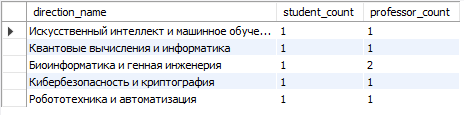 direction_name student_count professor_count
Искусственный интеллект и машинное обуче... 1 1
Квантовые вычисления и информатика 1 1
Биоинформатика и генная инженерия 1 2
Кибербезопасность и криптография 1 1
Робототехника и автоматизация 1 1